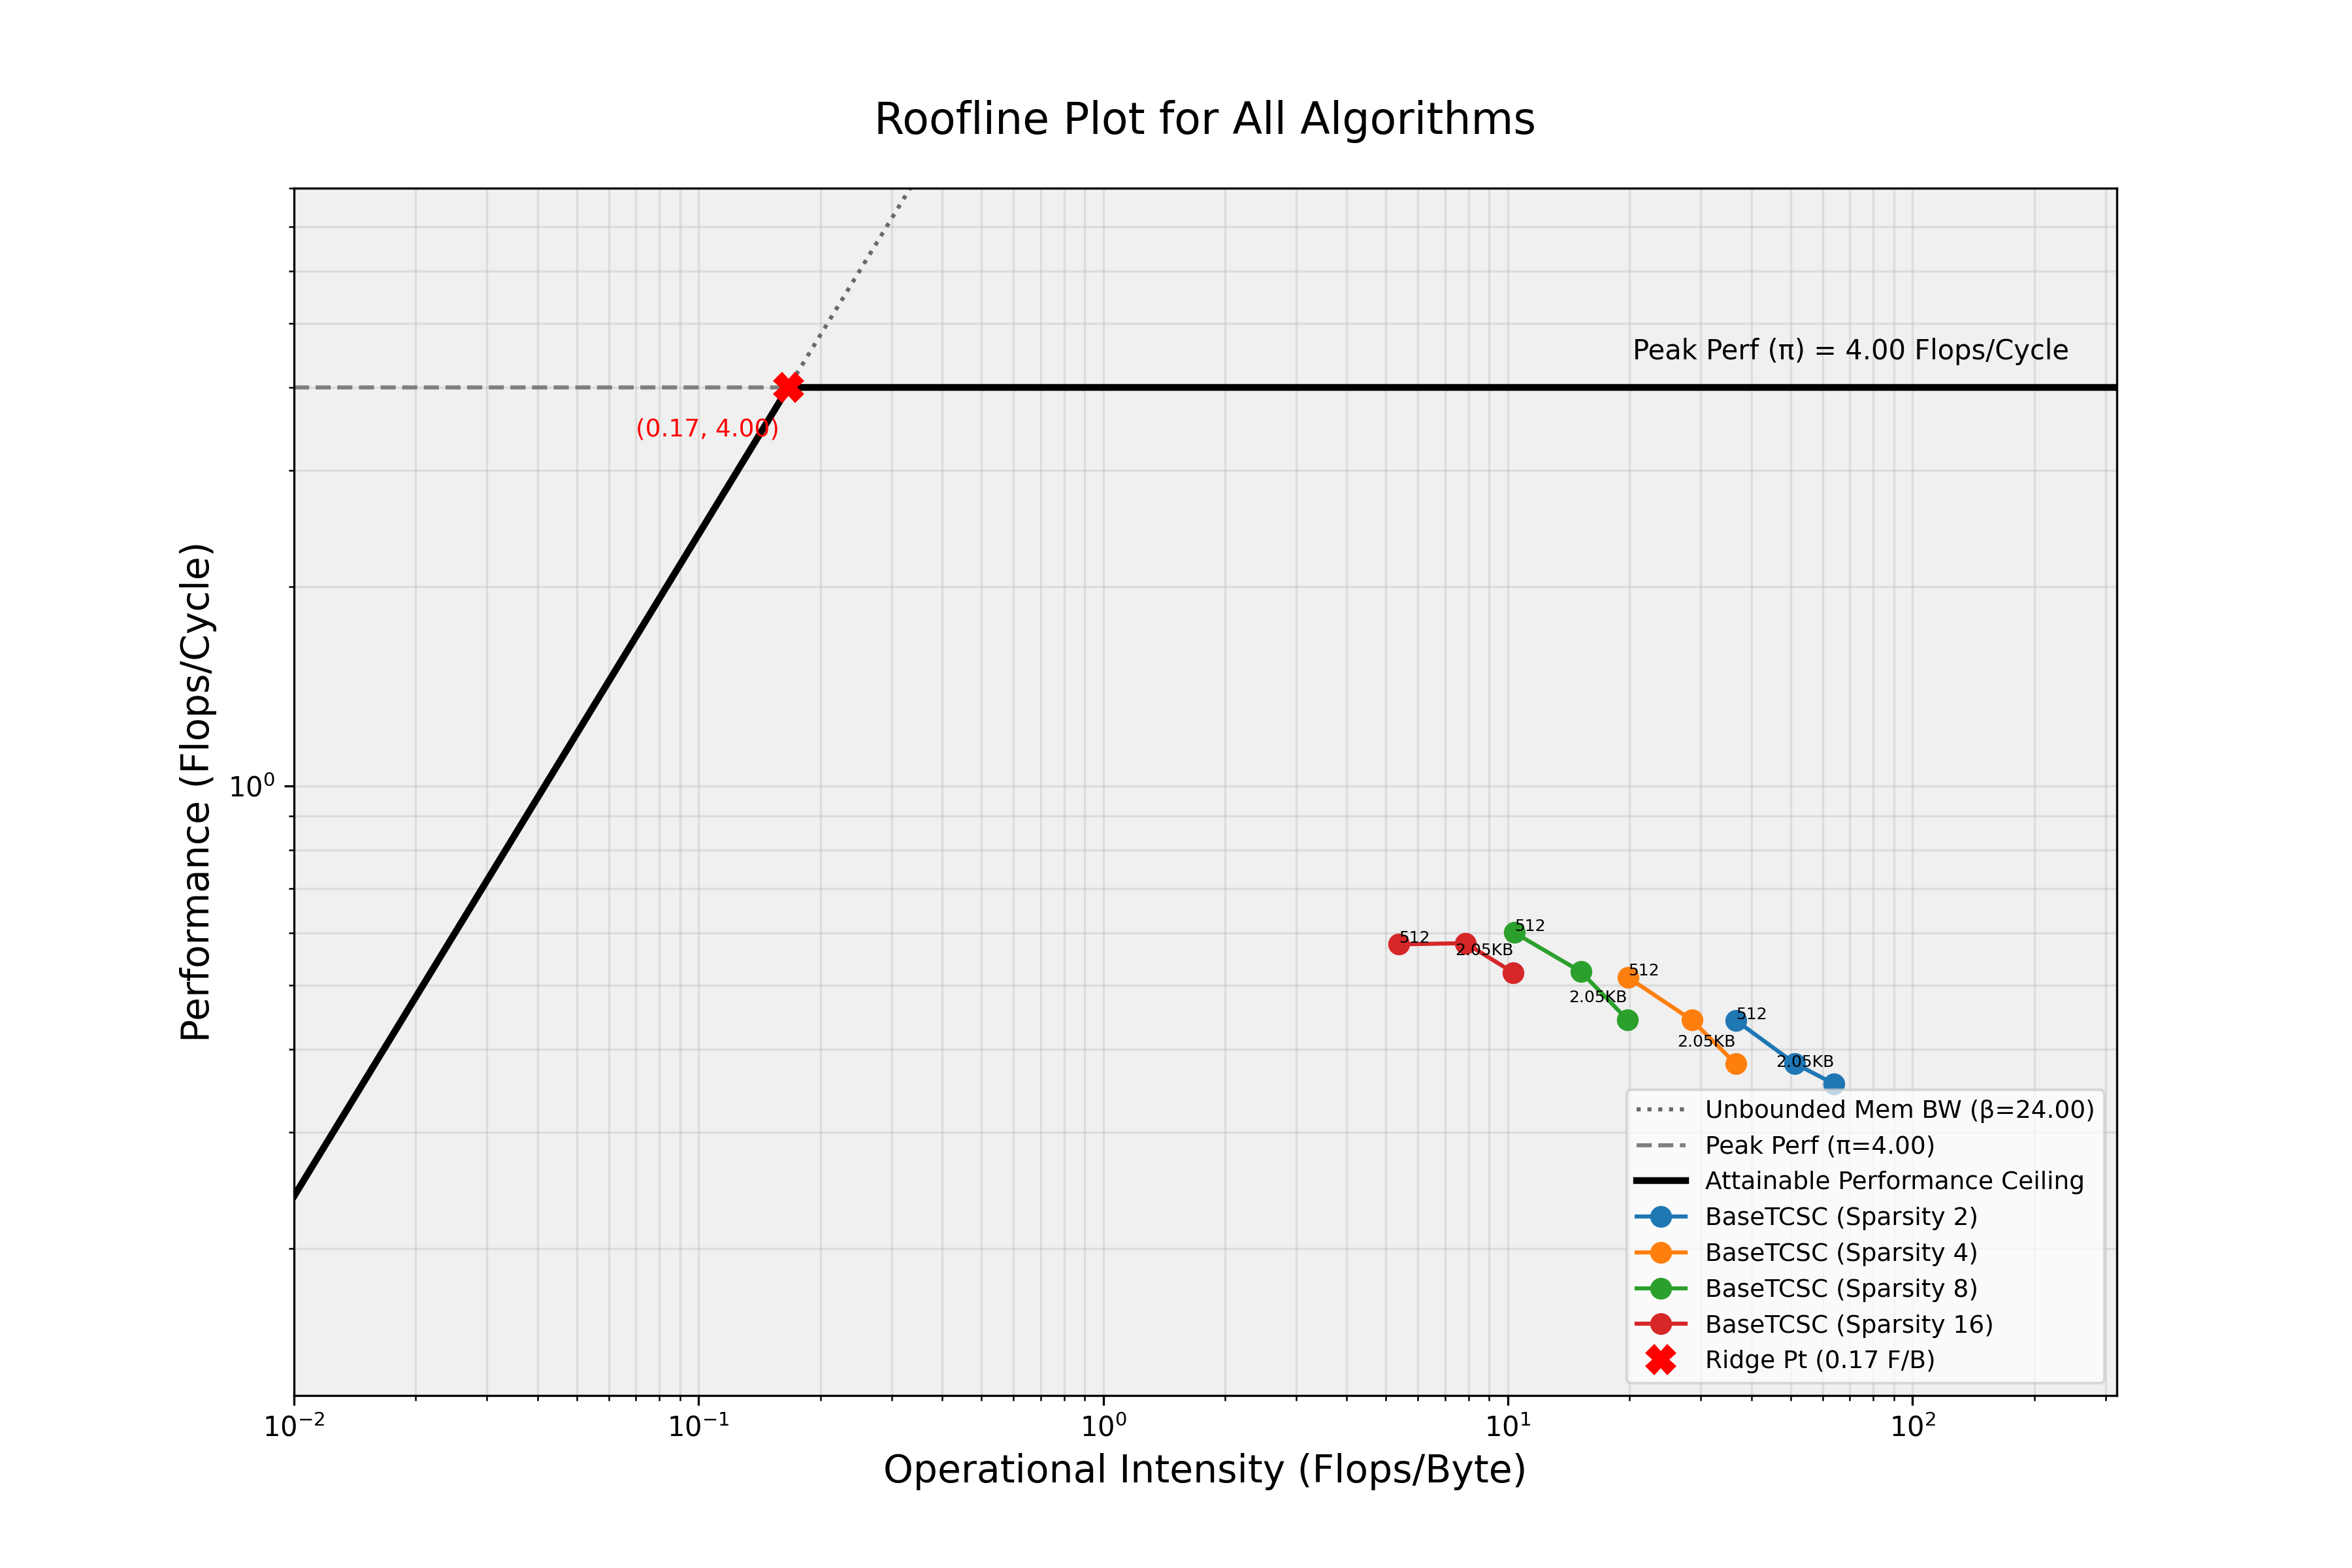 Roofline Plot for All Algorithms
Peak Perf (π) = 4.00 Flops/Cycle
(0.17, 4.00)
Performance (Flops/Cycle)
10⁰
512
2.05KB
512
2.05KB
512
2.05KB
512
2.05KB
Unbounded Mem BW (β=24.00)
Peak Perf (π=4.00)
Attainable Performance Ceiling
BaseTCSC (Sparsity 2)
BaseTCSC (Sparsity 4)
BaseTCSC (Sparsity 8)
BaseTCSC (Sparsity 16)
Ridge Pt (0.17 F/B)
10⁻² 10⁻¹ 10⁰ 10¹ 10²
Operational Intensity (Flops/Byte)